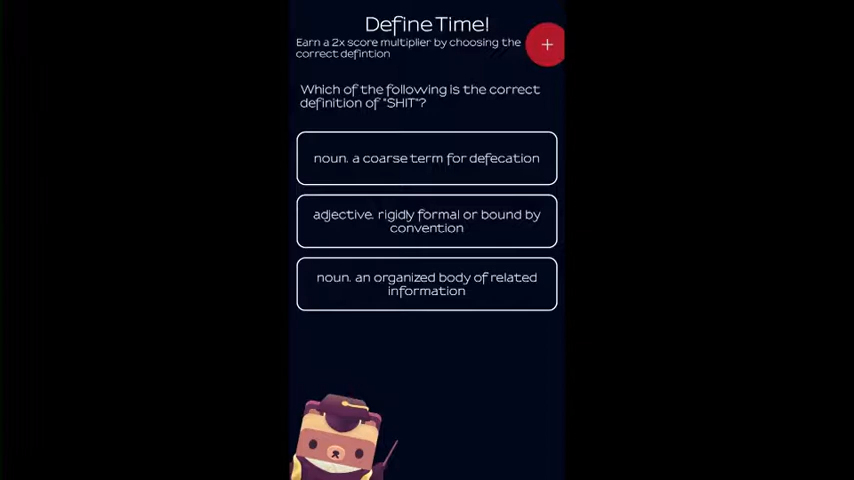 Define Time!
Earn a 2x score multiplier by choosing the
correct defintion
Which of the following is the correct
definition of "SHIT"?
noun. a coarse term for defecation
adjective. rigidly formal or bound by
convention
noun. an organized body of related
information